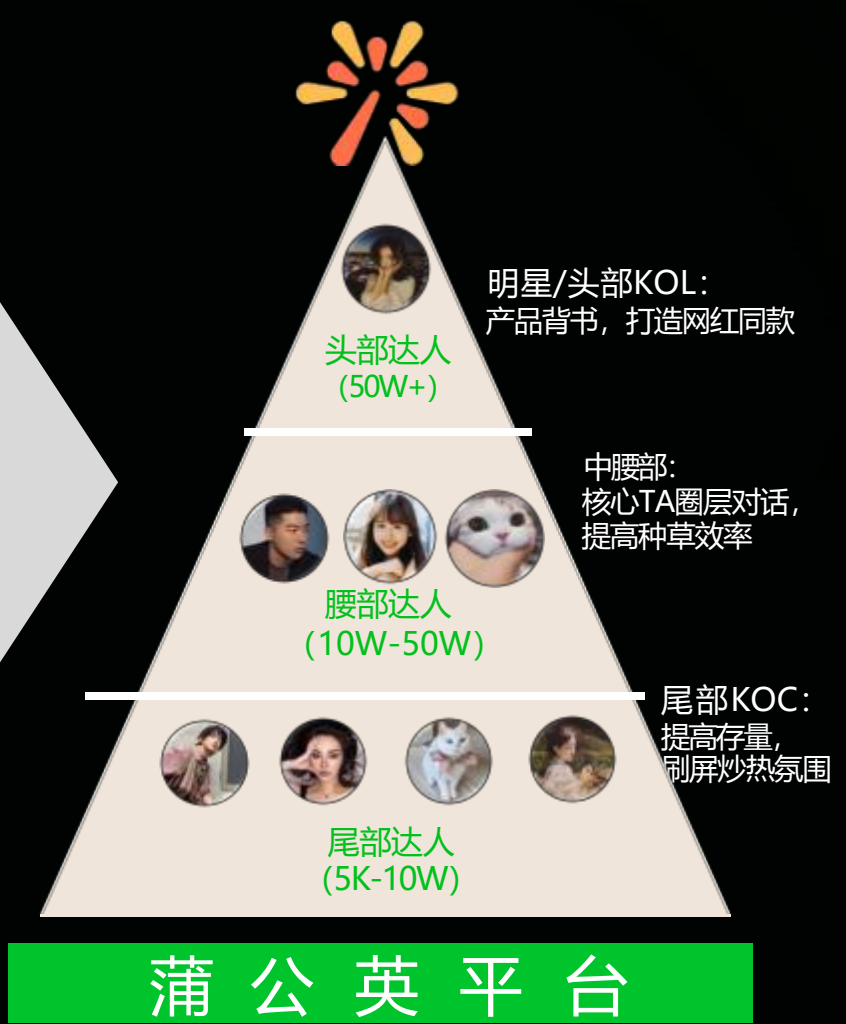 明星/头部KOL：
产品背书，打造网红同款
头部达人
（50W+）
中腰部：
核心TA圈层对话，
提高种草效率
腰部达人
（10W-50W）
尾部KOC：
提高存量，
刷屏炒热氛围
尾部达人
（5K-10W）
蒲公英平台